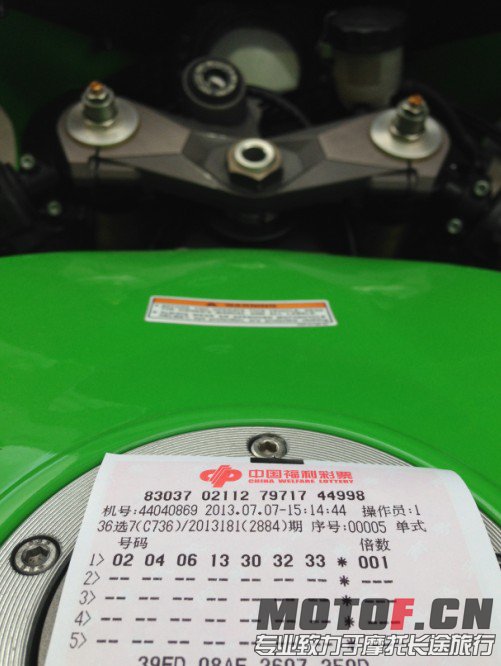 WARNING
中国福利彩票
CHINA WELFARE LOTTERY
83037 02112 79717 44998
机号:44040869 2013.07.07-15:14:44 操作员:1
36选7(C736)/2013181(2884)期 序号:00005 单式
号码 倍数
1> 02 04 06 13 30 32 33 * 001
2> -- -- -- -- -- -- -- * ---
3> -- -- -- -- -- -- -- * ---
4> -- -- -- -- -- -- -- * ---
5> -- -- -- -- -- --
MOTOF.CN
专业致力于摩托长途旅行